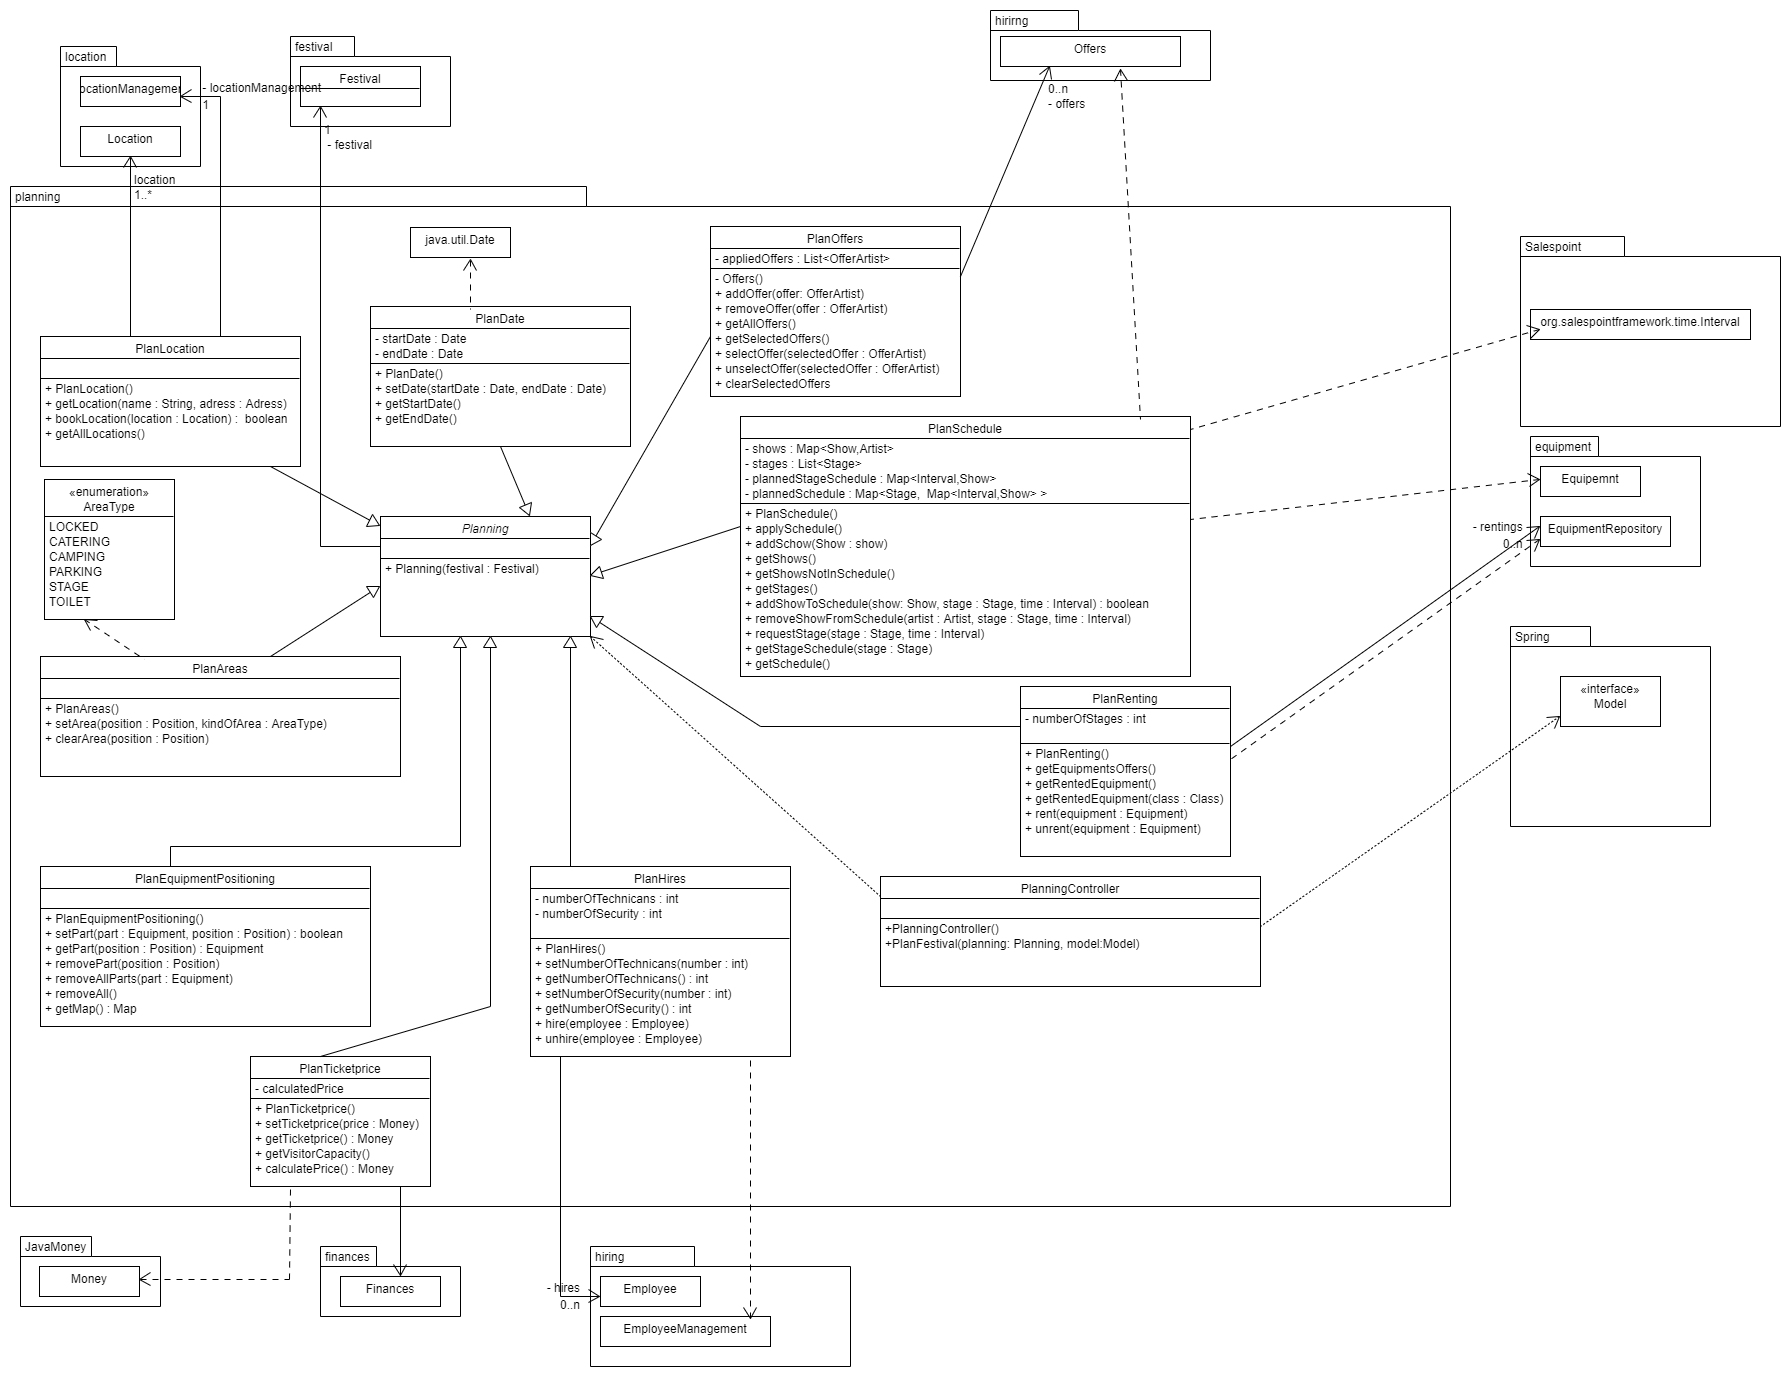 hirirng
Offers
0..n
- offers
location
ocationManagemer
- locationManagement
1
Location
location
1..*
festival
Festival
1
- festival
planning
java.util.Date
PlanDate
- startDate : Date
- endDate : Date
+ PlanDate()
+ setDate(startDate : Date, endDate : Date)
+ getStartDate()
+ getEndDate()
PlanOffers
- appliedOffers : List<OfferArtist>
- Offers()
+ addOffer(offer: OfferArtist)
+ removeOffer(offer : OfferArtist)
+ getAllOffers()
+ getSelectedOffers()
+ selectOffer(selectedOffer : OfferArtist)
+ unselectOffer(selectedOffer : OfferArtist)
+ clearSelectedOffers
Salespoint
org.salespointframework.time.Interval
PlanLocation
+ PlanLocation()
+ getLocation(name : String, adress : Adress)
+ bookLocation(location : Location) :  boolean
+ getAllLocations()
PlanSchedule
- shows : Map<Show,Artist>
- stages : List<Stage>
- plannedStageSchedule : Map<Interval,Show>
- plannedSchedule : Map<Stage,  Map<Interval,Show> >
+ PlanSchedule()
+ applySchedule()
+ addSchow(Show : show)
+ getShows()
+ getShowsNotInSchedule()
+ getStages()
+ addShowToSchedule(show: Show, stage : Stage, time : Interval) : boolean
+ removeShowFromSchedule(artist : Artist, stage : Stage, time : Interval)
+ requestStage(stage : Stage, time : Interval)
+ getStageSchedule(stage : Stage)
+ getSchedule()
equipment
Equipemnt
EquipmentRepository
- rentings
0..n
«enumeration»
AreaType
LOCKED
CATERING
CAMPING
PARKING
STAGE
TOILET
Planning
+ Planning(festival : Festival)
PlanAreas
+ PlanAreas()
+ setArea(position : Position, kindOfArea : AreaType)
+ clearArea(position : Position)
Spring
«interface»
Model
PlanRenting
- numberOfStages : int
+ PlanRenting()
+ getEquipmentsOffers()
+ getRentedEquipment()
+ getRentedEquipment(class : Class)
+ rent(equipment : Equipment)
+ unrent(equipment : Equipment)
PlanEquipmentPositioning
+ PlanEquipmentPositioning()
+ setPart(part : Equipment, position : Position) : boolean
+ getPart(position : Position) : Equipment
+ removePart(position : Position)
+ removeAllParts(part : Equipment)
+ removeAll()
+ getMap() : Map
PlanHires
- numberOfTechnicans : int
- numberOfSecurity : int
+ PlanHires()
+ setNumberOfTechnicans(number : int)
+ getNumberOfTechnicans() : int
+ setNumberOfSecurity(number : int)
+ getNumberOfSecurity() : int
+ hire(employee : Employee)
+ unhire(employee : Employee)
PlanningController
+PlanningController()
+PlanFestival(planning: Planning, model:Model)
PlanTicketprice
- calculatedPrice
+ PlanTicketprice()
+ setTicketprice(price : Money)
+ getTicketprice() : Money
+ getVisitorCapacity()
+ calculatePrice() : Money
JavaMoney
Money
finances
Finances
hiring
- hires
0..n
Employee
EmployeeManagement